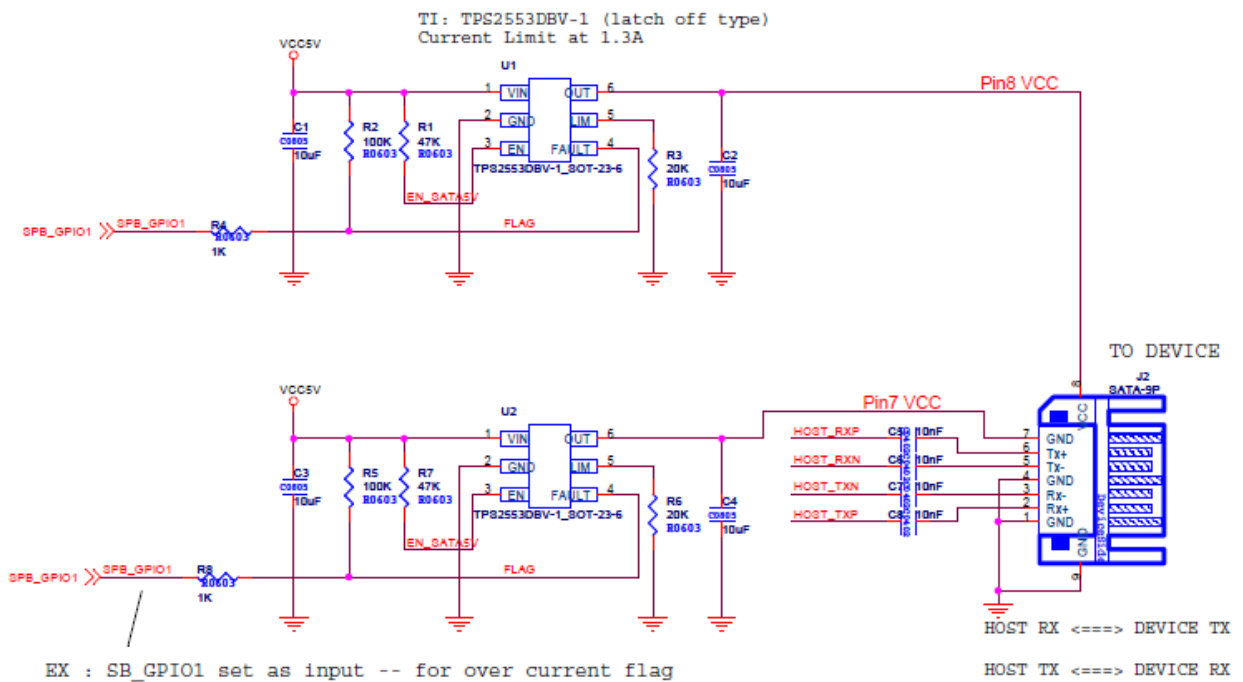 TI: TPS2553DBV-1 (latch off type)
Current Limit at 1.3A
VCC5V
U1
Pin8 VCC
1 VIN OUT 6
2 GND LIM 5
3 EN FAULT 4
TPS2553DBV-1_SOT-23-6
C1
C0805
10uF
R2
100K
R0603
R1
47K
R0603
R3
20K
R0603
C2
C0805
10uF
EN_SATA5V
SPB_GPIO1 SPB_GPIO1
R4
R0603
1K
FLAG
TO DEVICE
J2
SATA-9P
8
VCC
VCC5V
U2
Pin7 VCC
1 VIN OUT 6
2 GND LIM 5
3 EN FAULT 4
TPS2553DBV-1_SOT-23-6
C3
C0805
10uF
R5
100K
R0603
R7
47K
R0603
R6
20K
R0603
C4
C0805
10uF
EN_SATA5V
SPB_GPIO1 SPB_GPIO1
R8
R0603
1K
FLAG
HOST_RXP C5 10nF
HOST_RXN C6 10nF
HOST_TXN C7 10nF
HOST_TXP C8 10nF
7 GND
6 Tx+
5 Tx-
4 GND
3 Rx-
2 Rx+
1 GND
GND
9
HOST RX <===> DEVICE TX
EX : SB_GPIO1 set as input -- for over current flag
HOST TX <===> DEVICE RX